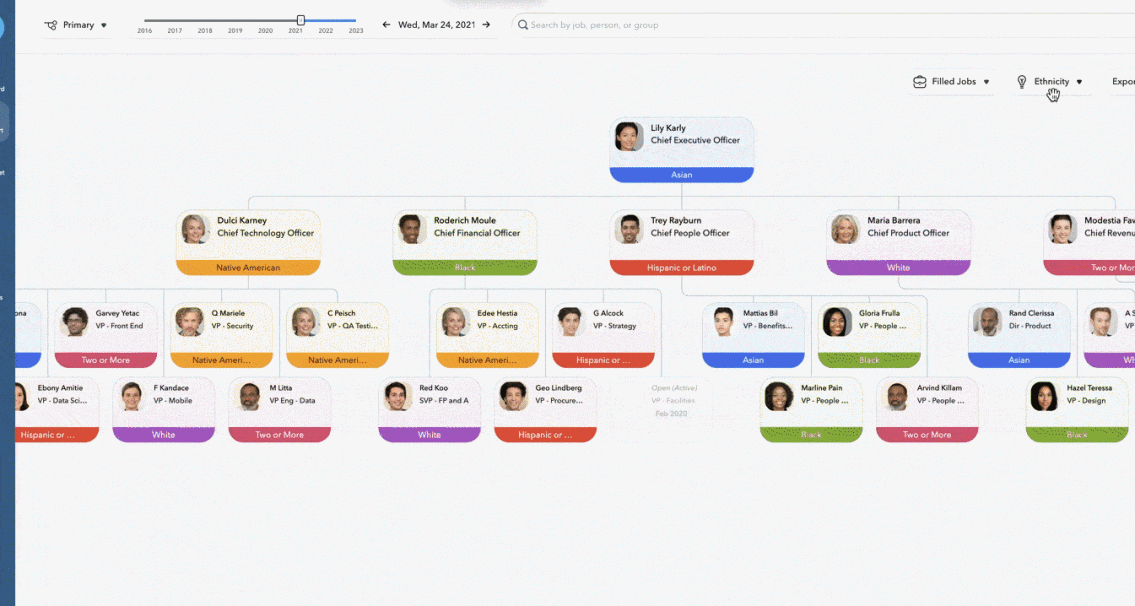 Primary
2016 2017 2018 2019 2020 2021 2022 2023
Wed, Mar 24, 2021
Search by job, person, or group
Filled Jobs
Ethnicity
Expor
rd
et
s
Lily Karly
Chief Executive Officer
Asian
Dulci Karney
Chief Technology Officer
Native American
Roderich Moule
Chief Financial Officer
Black
Trey Rayburn
Chief People Officer
Hispanic or Latino
Maria Barrera
Chief Product Officer
White
Modestia Fav
Chief Revenu
Two or Mor
ona
Garvey Yetac
VP - Front End
Two or More
Q Mariele
VP - Security
Native Ameri...
C Peisch
VP - QA Testi...
Native Ameri...
Edee Hestia
VP - Accting
Native Ameri...
G Alcock
VP - Strategy
Hispanic or ...
Mattias Bil
VP - Benefits...
Asian
Gloria Frulla
VP - People ...
Black
Rand Clerissa
Dir - Product
Asian
A S
VP
Wh
Ebony Amitie
VP - Data Sci...
Hispanic or ...
F Kandace
VP - Mobile
White
M Litta
VP Eng - Data
Two or More
Red Koo
SVP - FP and A
White
Geo Lindberg
VP - Procure...
Hispanic or ...
Open (Active)
VP - Facilities
Feb 2020
Marline Pain
VP - People ...
Black
Arvind Killam
VP - People ...
Two or More
Hazel Teressa
VP - Design
Black